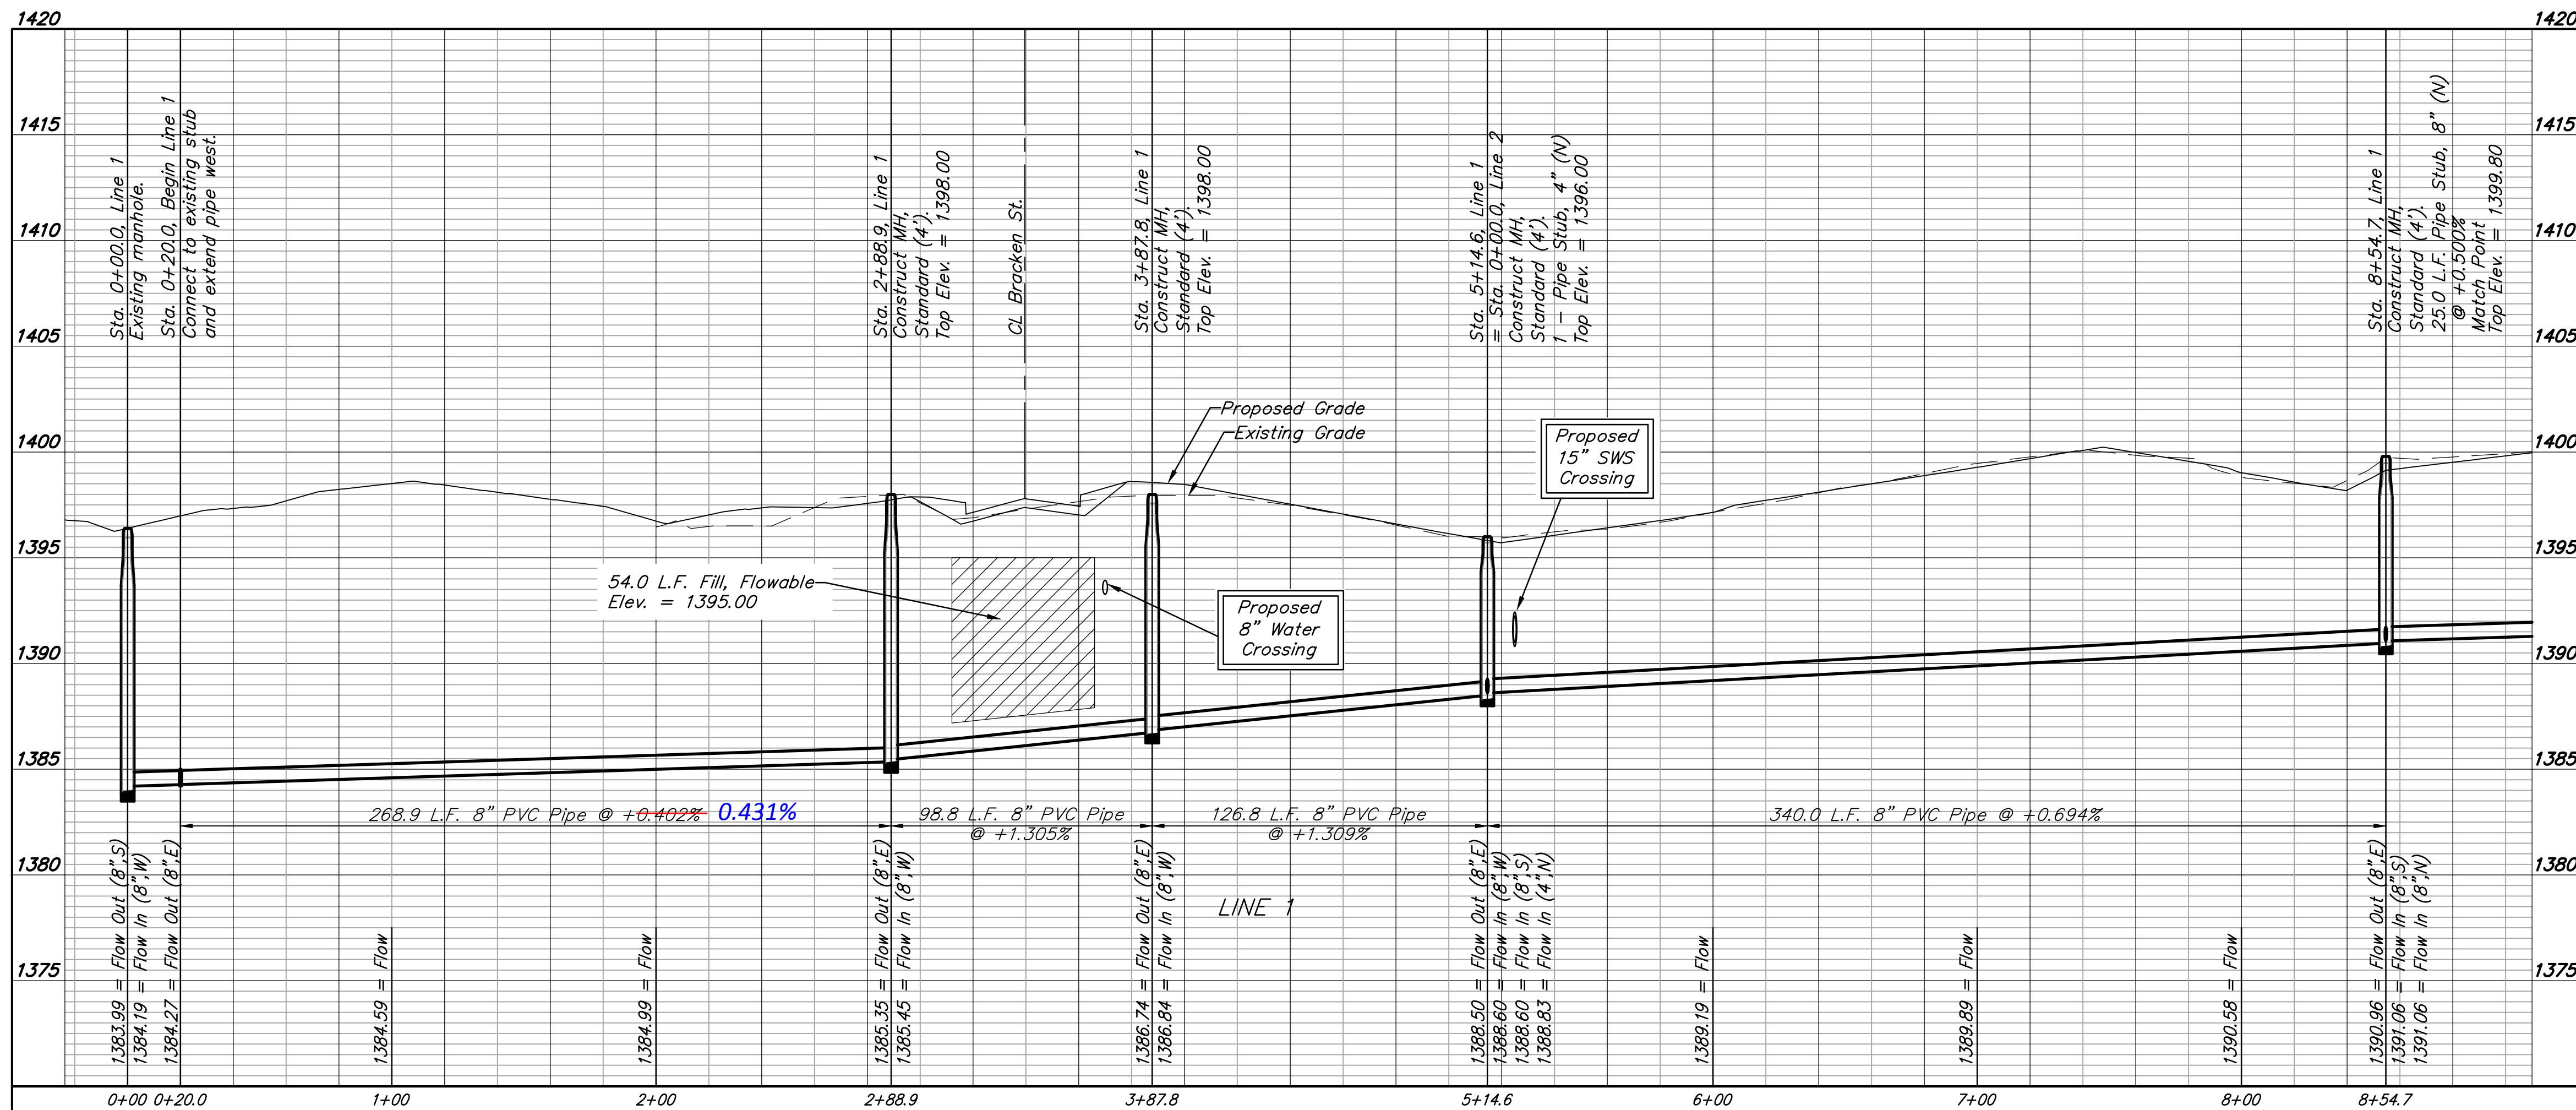 1420
1420
1415
1415
1410
1410
1405
1405
1400
1400
1395
1395
1390
1390
1385
1385
1380
1380
1375
1375
Sta. 0+00.0, Line 1
Existing manhole.
Sta. 0+20.0, Begin Line 1
Connect to existing stub
and extend pipe west.
Sta. 2+88.9, Line 1
Construct MH,
Standard (4').
Top Elev. = 1398.00
CL Bracken St.
Sta. 3+87.8, Line 1
Construct MH,
Standard (4').
Top Elev. = 1398.00
Sta. 5+14.6, Line 1
= Sta. 0+00.0, Line 2
Construct MH,
Standard (4').
1 - Pipe Stub, 4" (N)
Top Elev. = 1396.00
Sta. 8+54.7, Line 1
Construct MH,
Standard (4').
25.0 L.F. Pipe Stub, 8" (N)
@ +0.500%
Match Point
Top Elev. = 1399.80
Proposed Grade
Existing Grade
Proposed
15" SWS
Crossing
54.0 L.F. Fill, Flowable
Elev. = 1395.00
Proposed
8" Water
Crossing
268.9 L.F. 8" PVC Pipe @ +0.402% 0.431%
98.8 L.F. 8" PVC Pipe
@ +1.305%
126.8 L.F. 8" PVC Pipe
@ +1.309%
340.0 L.F. 8" PVC Pipe @ +0.694%
LINE 1
1383.99 = Flow Out (8",S)
1384.19 = Flow In (8",W)
1384.27 = Flow Out (8",E)
1384.59 = Flow
1384.99 = Flow
1385.35 = Flow Out (8",E)
1385.45 = Flow In (8",W)
1386.74 = Flow Out (8",E)
1386.84 = Flow In (8",W)
1388.50 = Flow Out (8",E)
1388.60 = Flow In (8",W)
1388.60 = Flow In (8",S)
1388.83 = Flow In (4",N)
1389.19 = Flow
1389.89 = Flow
1390.58 = Flow
1390.96 = Flow Out (8",E)
1391.06 = Flow In (8",S)
1391.06 = Flow In (8",N)
0+00 0+20.0 1+00 2+00 2+88.9 3+87.8 5+14.6 6+00 7+00 8+00 8+54.7